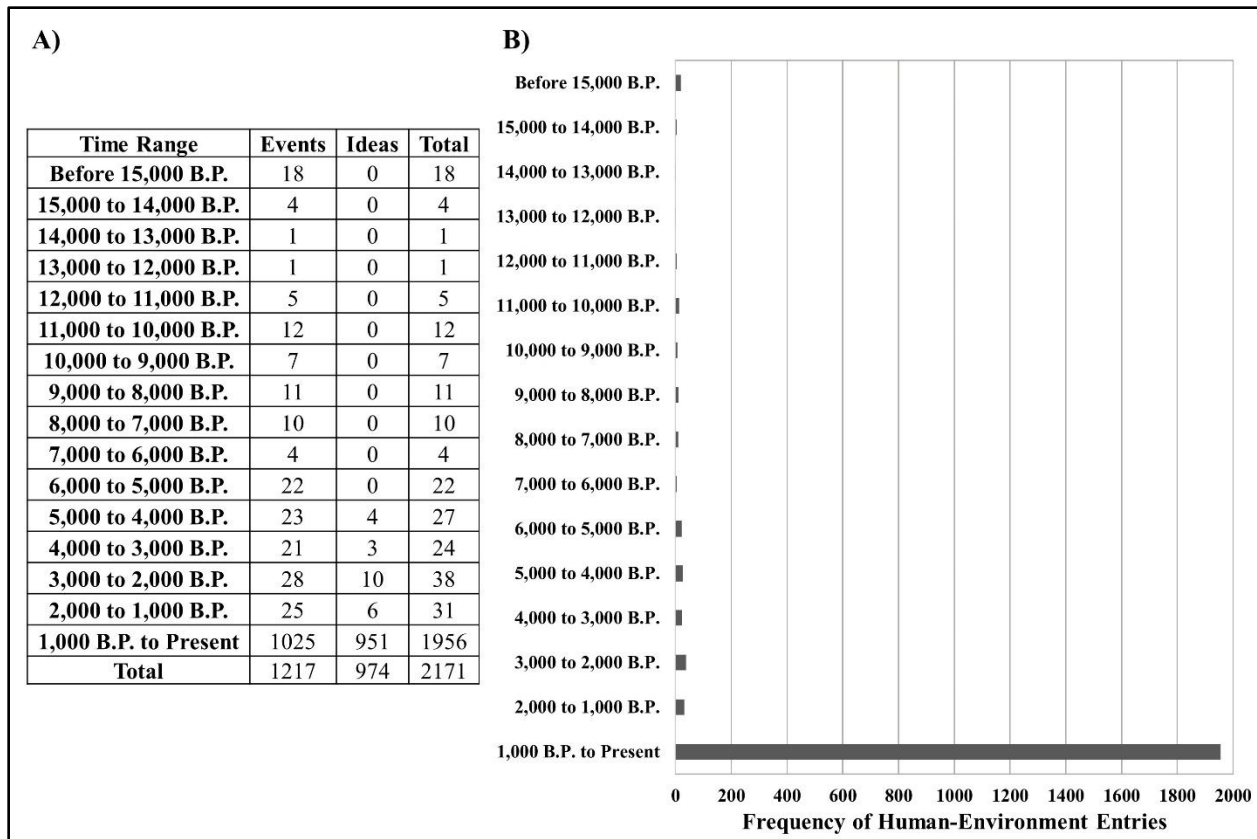 A)
Time Range Events Ideas Total
Before 15,000 B.P. 18 0 18
15,000 to 14,000 B.P. 4 0 4
14,000 to 13,000 B.P. 1 0 1
13,000 to 12,000 B.P. 1 0 1
12,000 to 11,000 B.P. 5 0 5
11,000 to 10,000 B.P. 12 0 12
10,000 to 9,000 B.P. 7 0 7
9,000 to 8,000 B.P. 11 0 11
8,000 to 7,000 B.P. 10 0 10
7,000 to 6,000 B.P. 4 0 4
6,000 to 5,000 B.P. 22 0 22
5,000 to 4,000 B.P. 23 4 27
4,000 to 3,000 B.P. 21 3 24
3,000 to 2,000 B.P. 28 10 38
2,000 to 1,000 B.P. 25 6 31
1,000 B.P. to Present 1025 951 1956
Total 1217 974 2171
B)
Before 15,000 B.P.
15,000 to 14,000 B.P.
14,000 to 13,000 B.P.
13,000 to 12,000 B.P.
12,000 to 11,000 B.P.
11,000 to 10,000 B.P.
10,000 to 9,000 B.P.
9,000 to 8,000 B.P.
8,000 to 7,000 B.P.
7,000 to 6,000 B.P.
6,000 to 5,000 B.P.
5,000 to 4,000 B.P.
4,000 to 3,000 B.P.
3,000 to 2,000 B.P.
2,000 to 1,000 B.P.
1,000 B.P. to Present
0 200 400 600 800 1000 1200 1400 1600 1800 2000
Frequency of Human-Environment Entries